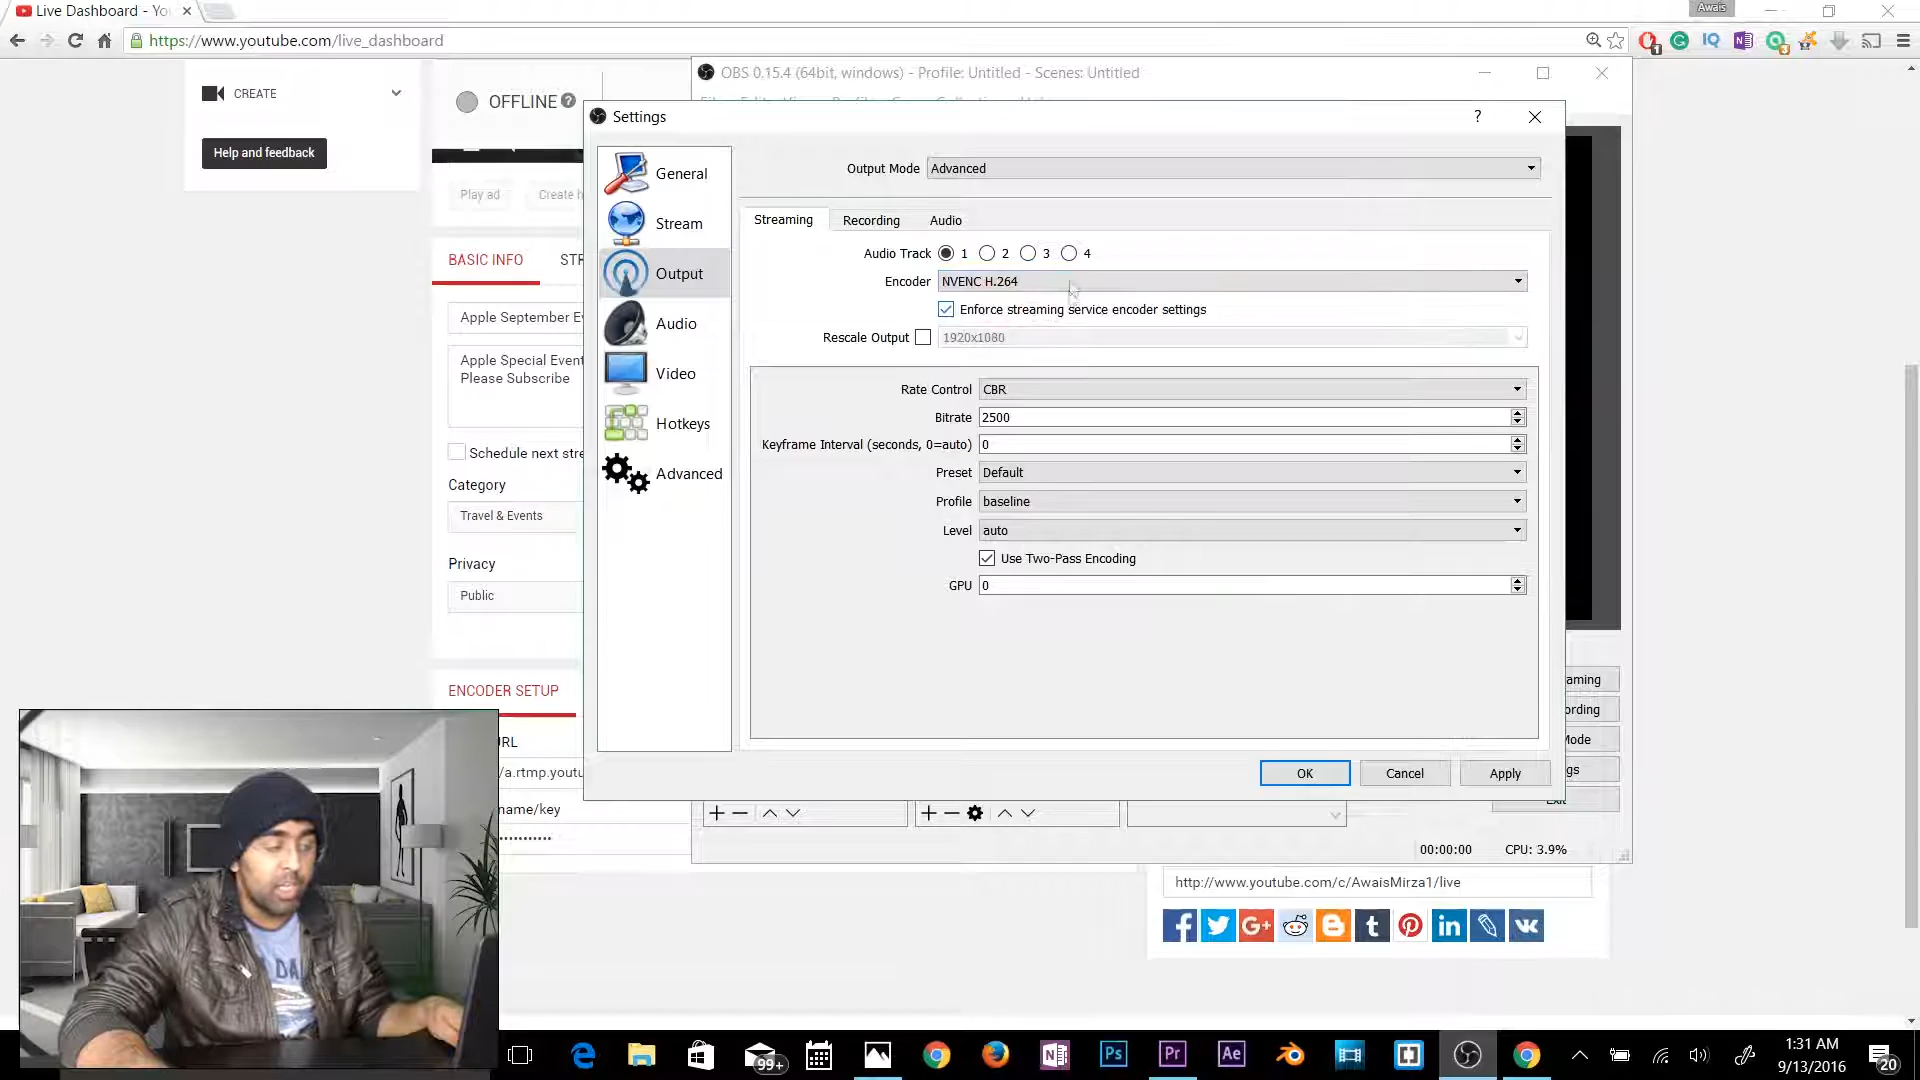 Live Dashboard - Yo
Awais
https://www.youtube.com/live_dashboard
CREATE
Help and feedback
OFFLINE
Play ad
Create h
BASIC INFO
Apple September E
Apple Special Event
Please Subscribe
Schedule next stre
Category
Travel & Events
Privacy
Public
ENCODER SETUP
URL
/a.rtmp.youtu
name/key
OBS 0.15.4 (64bit, windows) - Profile: Untitled - Scenes: Untitled
Settings
General
Stream
Output
Audio
Video
Hotkeys
Advanced
Output Mode Advanced
Streaming Recording Audio
Audio Track 1 2 3 4
Encoder NVENC H.264
Enforce streaming service encoder settings
Rescale Output 1920x1080
Rate Control CBR
Bitrate 2500
Keyframe Interval (seconds, 0=auto) 0
Preset Default
Profile baseline
Level auto
Use Two-Pass Encoding
GPU 0
OK Cancel Apply
aming
ording
Mode
gs
Exit
00:00:00 CPU: 3.9%
http://www.youtube.com/c/AwaisMirza1/live
99+
Ps
Pr
Ae
1:31 AM
9/13/2016
20